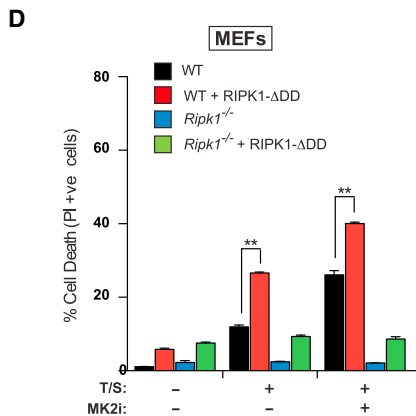 D
MEFs
WT
WT + RIPK1-ΔDD
Ripk1-/-
Ripk1-/- + RIPK1-ΔDD
% Cell Death (PI +ve cells)
80
60
40
20
0
**
**
T/S: – + +
MK2i: – – +